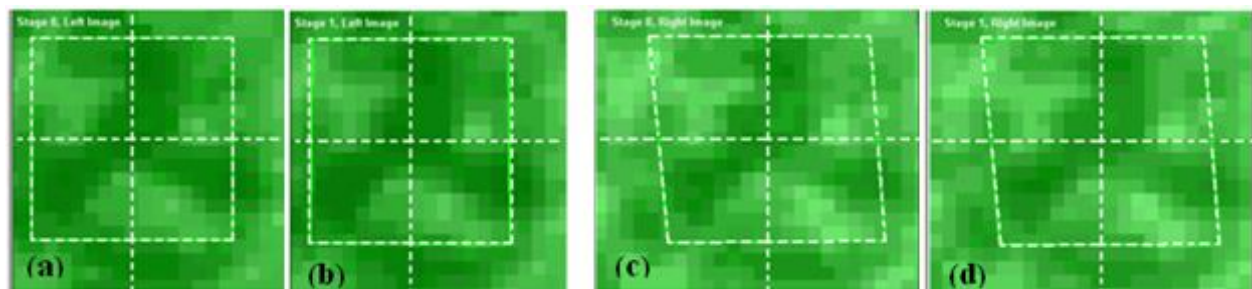 Stage 0, Left Image
Stage 1, Left Image
Stage 0, Right Image
Stage 1, Right Image
(a)
(b)
(c)
(d)